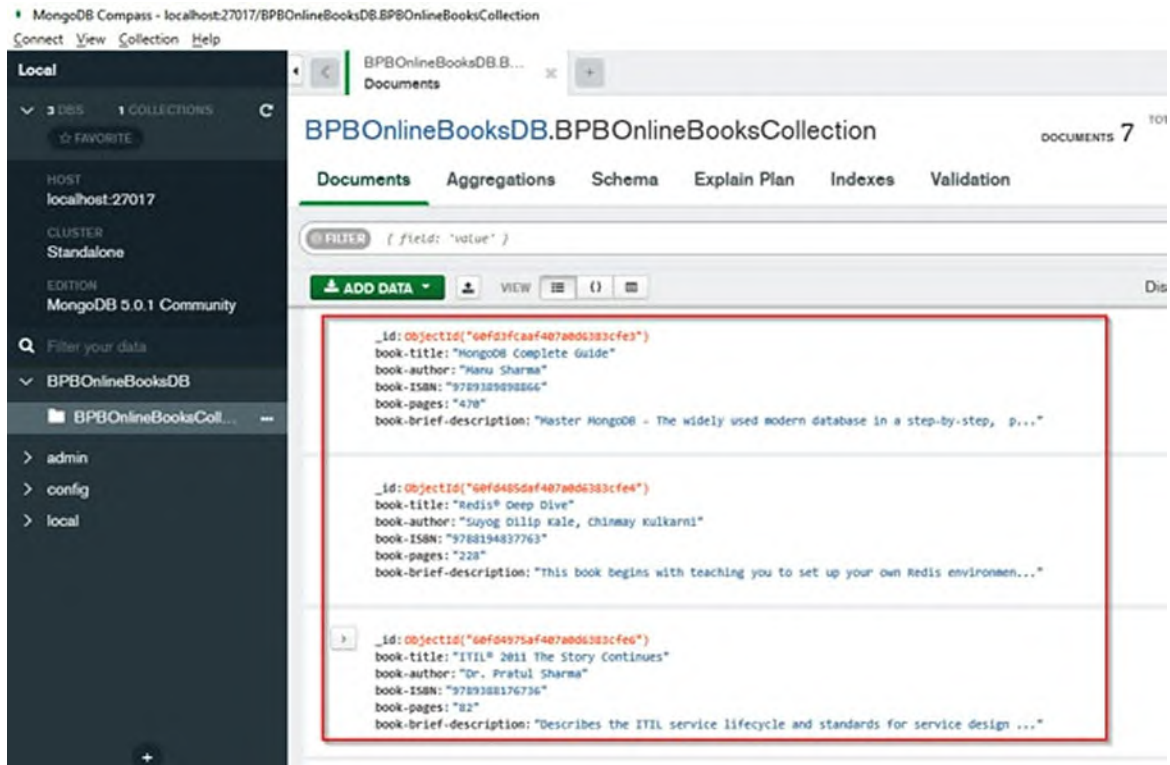 MongoDB Compass - localhost:27017/BPBOnlineBooksDB.BPBOnlineBooksCollection
Connect View Collection Help
Local
3 DBS 1 COLLECTIONS
☆ FAVORITE
HOST
localhost:27017
CLUSTER
Standalone
EDITION
MongoDB 5.0.1 Community
Filter your data
BPBOnlineBooksDB
BPBOnlineBooksColl...
admin
config
local
BPBOnlineBooksDB.B...
Documents
BPBOnlineBooksDB.BPBOnlineBooksCollection
DOCUMENTS 7
Documents Aggregations Schema Explain Plan Indexes Validation
FILTER { field: 'value' }
ADD DATA VIEW {}
Dis
_id: ObjectId("60fd3fcaaf407a0d6383cfe3")
book-title: "MongoDB Complete Guide"
book-author: "Manu Sharma"
book-ISBN: "9789389898866"
book-pages: "470"
book-brief-description: "Master MongoDB - The widely used modern database in a step-by-step, p..."
_id: ObjectId("60fd485daf407a0d6383cfe4")
book-title: "Redis® Deep Dive"
book-author: "Suyog Dilip Kale, Chinmay Kulkarni"
book-ISBN: "9788194837763"
book-pages: "228"
book-brief-description: "This book begins with teaching you to set up your own Redis environmen..."
_id: ObjectId("60fd4975af407a0d6383cfe6")
book-title: "ITIL® 2011 The Story Continues"
book-author: "Dr. Pratul Sharma"
book-ISBN: "9789388176736"
book-pages: "82"
book-brief-description: "Describes the ITIL service lifecycle and standards for service design ..."